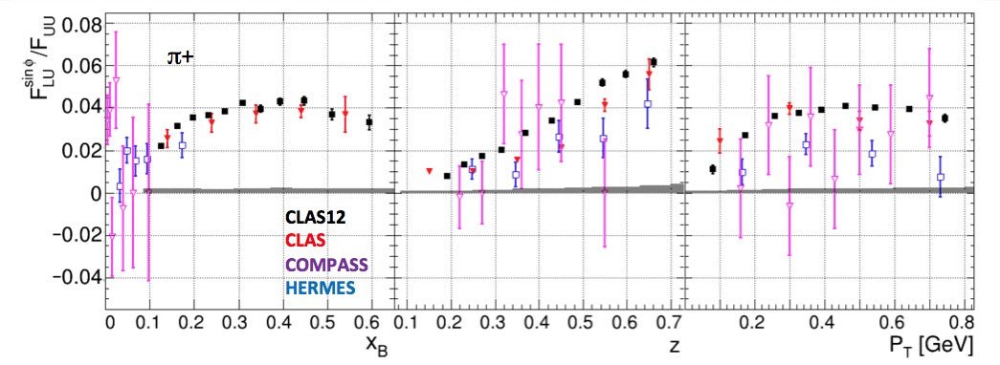 F_LU^sinϕ/F_UU
0.08
0.06
0.04
0.02
0
−0.02
−0.04
π+
CLAS12
CLAS
COMPASS
HERMES
0 0.1 0.2 0.3 0.4 0.5 0.6
0.1 0.2 0.3 0.4 0.5 0.6 0.7
0.2 0.4 0.6 0.8
x_B
z
P_T [GeV]